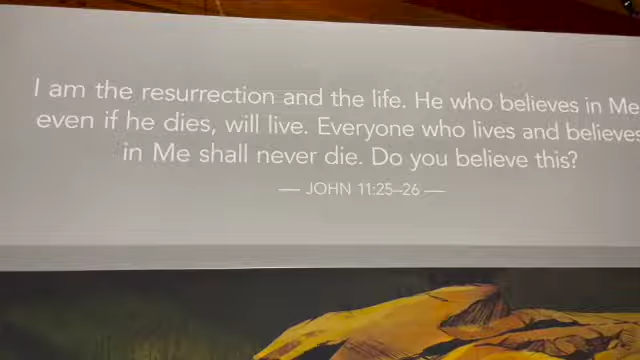 I am the resurrection and the life. He who believes in Me
even if he dies, will live. Everyone who lives and believes
in Me shall never die. Do you believe this?
— JOHN 11:25–26 —